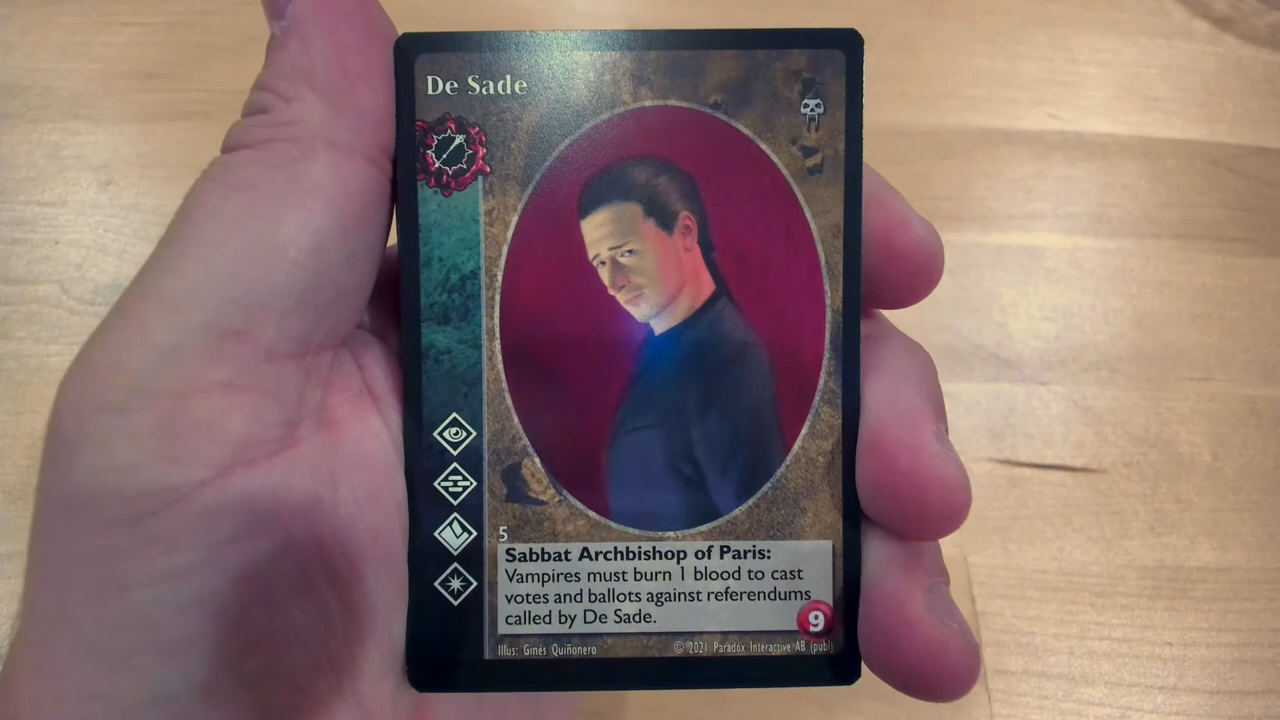 De Sade
5
Sabbat Archbishop of Paris:
Vampires must burn 1 blood to cast
votes and ballots against referendums
called by De Sade.
9
Illus: Ginés Quiñonero
© 2021 Paradox Interactive AB (publ)